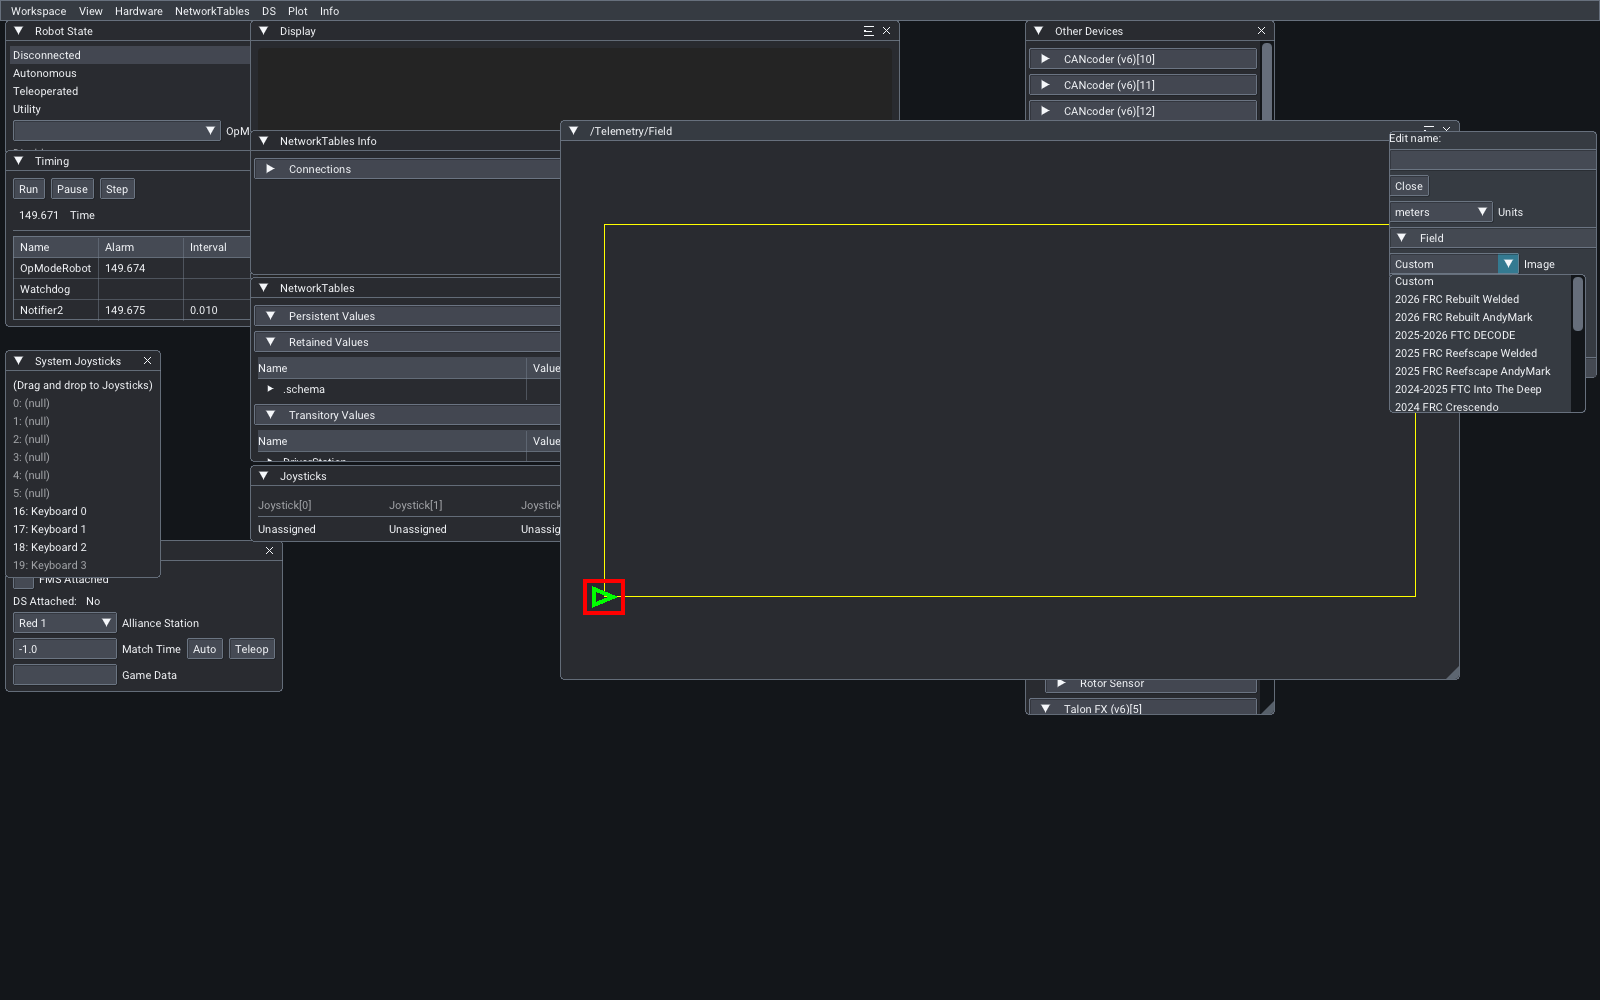 Workspace View Hardware NetworkTables DS Plot Info
Robot State
Disconnected
Autonomous
Teleoperated
Utility
OpM
Timing
Run Pause Step
149.671 Time
Name Alarm Interval
OpModeRobot 149.674
Watchdog
Notifier2 149.675 0.010
System Joysticks
(Drag and drop to Joysticks)
0: (null)
1: (null)
2: (null)
3: (null)
4: (null)
5: (null)
16: Keyboard 0
17: Keyboard 1
18: Keyboard 2
19: Keyboard 3
FMS Attached
DS Attached: No
Red 1 Alliance Station
-1.0 Match Time Auto Teleop
Game Data
Display
NetworkTables Info
Connections
NetworkTables
Persistent Values
Retained Values
Name Value
.schema
Transitory Values
Name Value
DriverStation
Joysticks
Joystick[0] Joystick[1] Joystick
Unassigned Unassigned Unassig
/Telemetry/Field
Other Devices
CANcoder (v6)[10]
CANcoder (v6)[11]
CANcoder (v6)[12]
Rotor Sensor
Talon FX (v6)[5]
Edit name:
Close
meters Units
Field
Custom Image
Custom
2026 FRC Rebuilt Welded
2026 FRC Rebuilt AndyMark
2025-2026 FTC DECODE
2025 FRC Reefscape Welded
2025 FRC Reefscape AndyMark
2024-2025 FTC Into The Deep
2024 FRC Crescendo